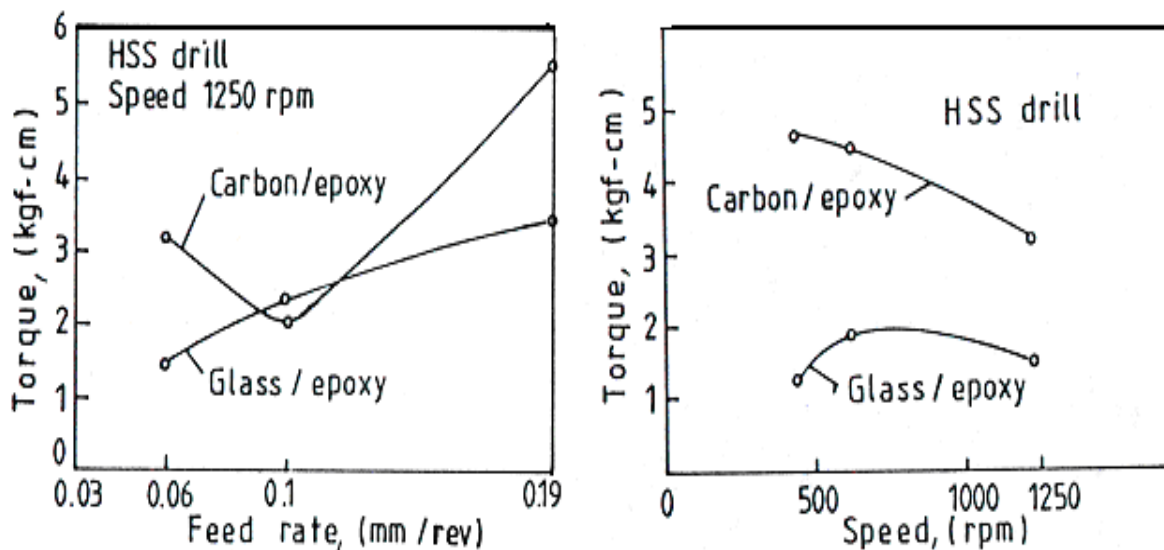 6
5
4
3
2
1
0
Torque, (kgf-cm)
HSS drill
Speed 1250 rpm
Carbon/epoxy
Glass / epoxy
0.03 0.06 0.1 0.19
Feed rate, (mm/rev)
5
4
3
2
1
Torque, (kgf-cm)
HSS drill
Carbon/epoxy
Glass / epoxy
0 500 1000 1250
Speed, (rpm)